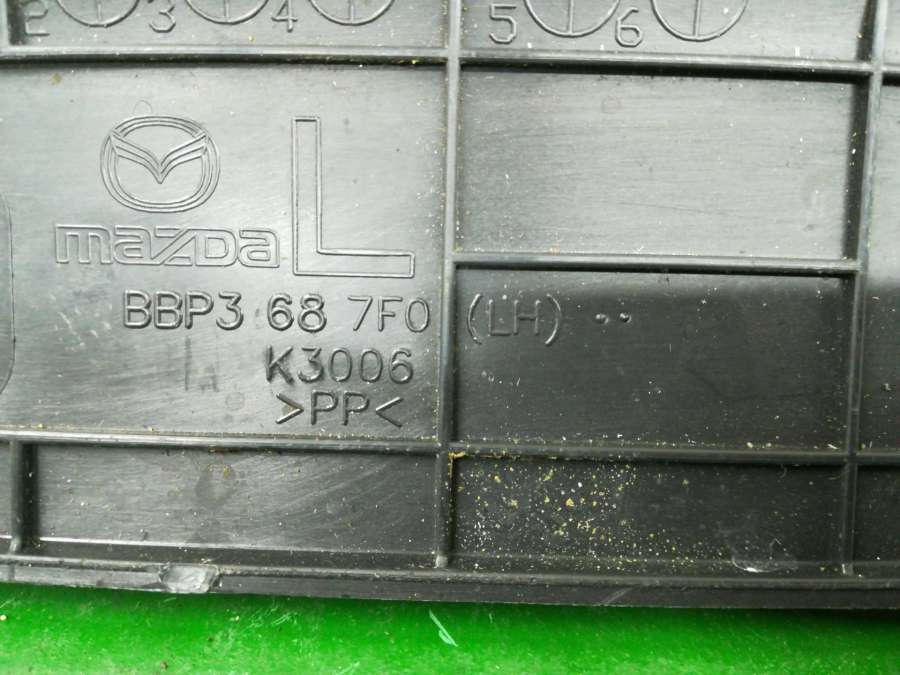 2 3 4 5 6
mazda L
BBP3 68 7F0 (LH)
K3006
>PP<